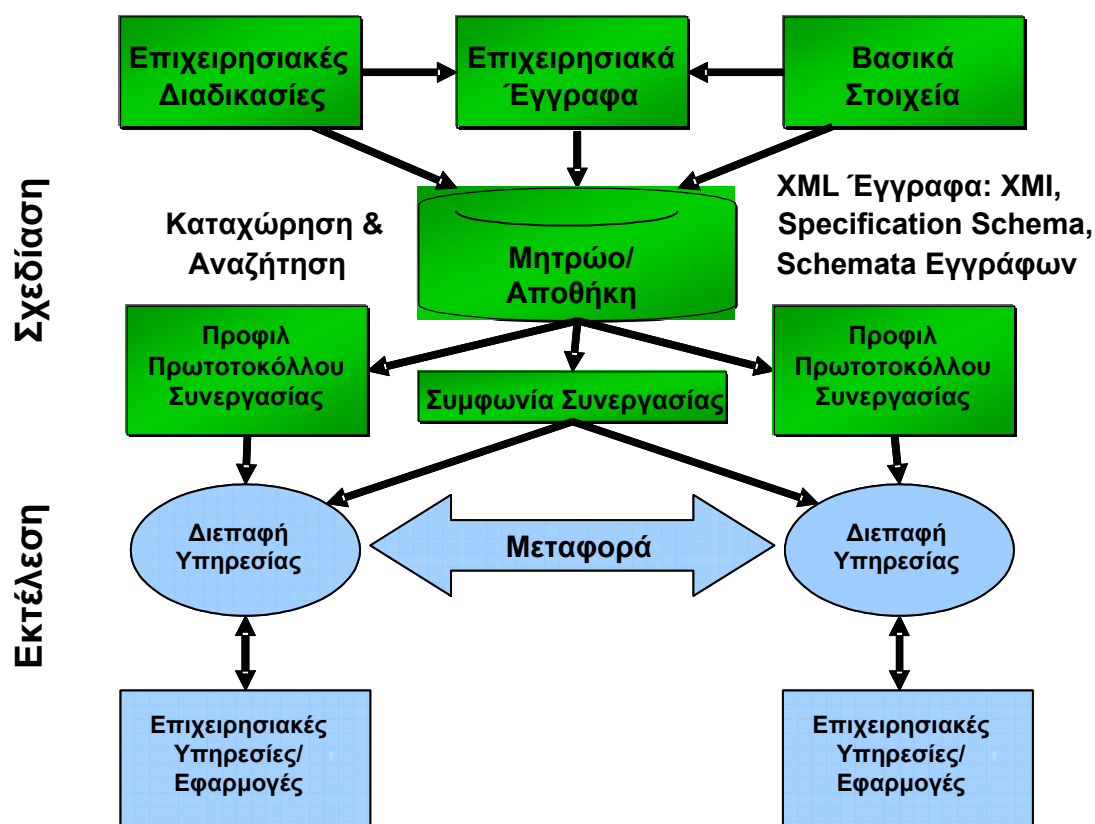 Επιχειρησιακές
Διαδικασίες
Επιχειρησιακά
Έγγραφα
Βασικά
Στοιχεία
Σχεδίαση
Καταχώρηση &
Αναζήτηση
Μητρώο/
Αποθήκη
XML Έγγραφα: XMI,
Specification Schema,
Schemata Εγγράφων
Προφιλ
Πρωτοτοκόλλου
Συνεργασίας
Συμφωνία Συνεργασίας
Προφιλ
Πρωτοτοκόλλου
Συνεργασίας
Εκτέλεση
Διεπαφή
Υπηρεσίας
Μεταφορά
Διεπαφή
Υπηρεσίας
Επιχειρησιακές
Υπηρεσίες/
Εφαρμογές
Επιχειρησιακές
Υπηρεσίες/
Εφαρμογές